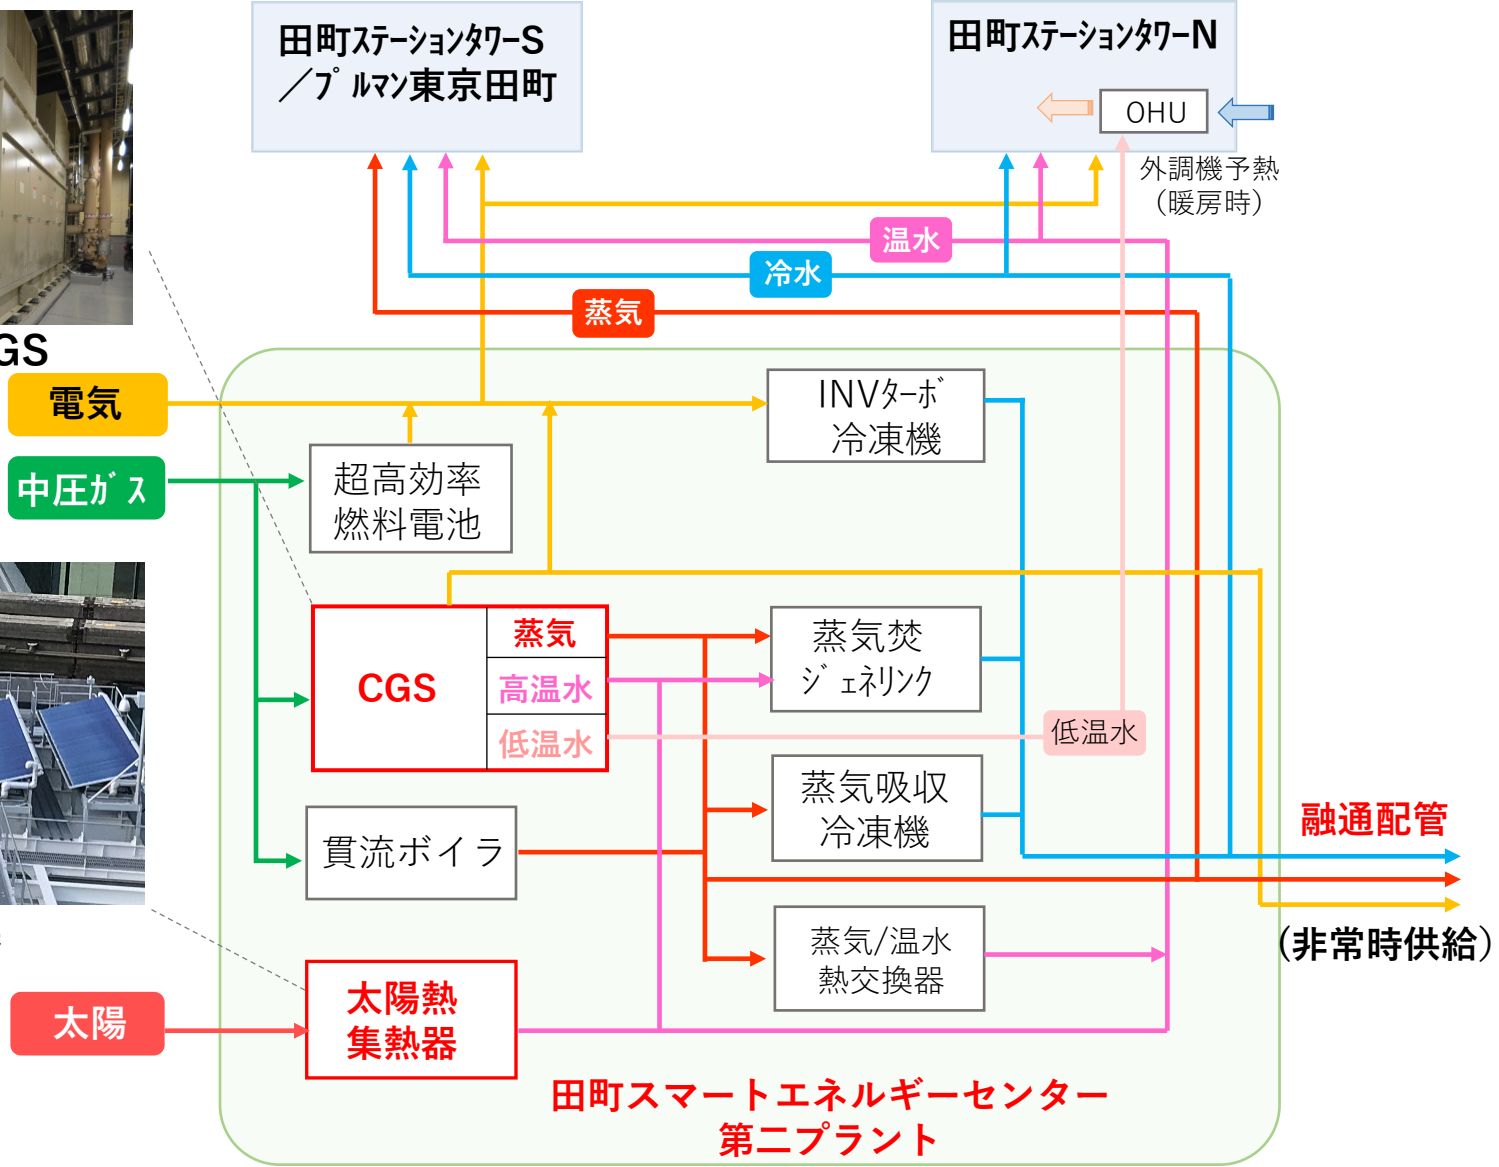 田町ｽﾃｰｼｮﾝﾀﾜｰS
／ﾌﾟﾙﾏﾝ東京田町
田町ｽﾃｰｼｮﾝﾀﾜｰN
OHU
外調機予熱
（暖房時）
温水
冷水
蒸気
GS
電気
中圧ｶﾞｽ
INVﾀｰﾎﾞ
冷凍機
超高効率
燃料電池
CGS
蒸気
高温水
低温水
蒸気焚
ｼﾞｪﾈﾘﾝｸ
低温水
蒸気吸収
冷凍機
貫流ボイラ
融通配管
(非常時供給)
蒸気/温水
熱交換器
太陽
太陽熱
集熱器
田町スマートエネルギーセンター
第二プラント